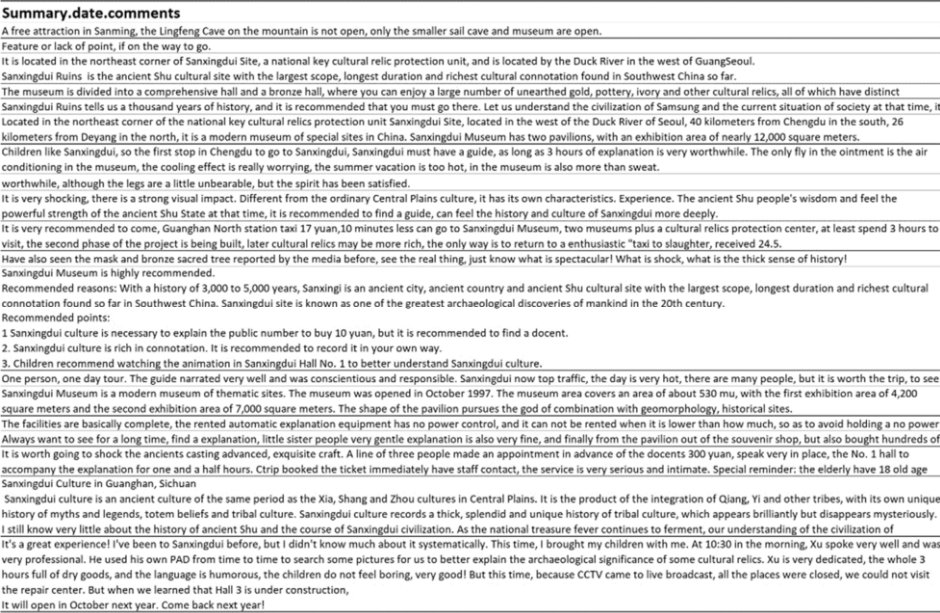 Summary.date.comments
A free attraction in Sanming, the Lingfeng Cave on the mountain is not open, only the smaller sail cave and museum are open.
Feature or lack of point, if on the way to go.
It is located in the northeast corner of Sanxingdui Site, a national key cultural relic protection unit, and is located by the Duck River in the west of GuangSeoul.
Sanxingdui Ruins is the ancient Shu cultural site with the largest scope, longest duration and richest cultural connotation found in Southwest China so far.
The museum is divided into a comprehensive hall and a bronze hall, where you can enjoy a large number of unearthed gold, pottery, ivory and other cultural relics, all of which have distinct
Sanxingdui Ruins tells us a thousand years of history, and it is recommended that you must go there. Let us understand the civilization of Samsung and the current situation of society at that time, it
Located in the northeast corner of the national key cultural relics protection unit Sanxingdui Site, located in the west of the Duck River of Seoul, 40 kilometers from Chengdu in the south, 26
kilometers from Deyang in the north, it is a modern museum of special sites in China. Sanxingdui Museum has two pavilions, with an exhibition area of nearly 12,000 square meters.
Children like Sanxingdui, so the first stop in Chengdu to go to Sanxingdui, Sanxingdui must have a guide, as long as 3 hours of explanation is very worthwhile. The only fly in the ointment is the air
conditioning in the museum, the cooling effect is really worrying, the summer vacation is too hot, in the museum is also more than sweat.
worthwhile, although the legs are a little unbearable, but the spirit has been satisfied.
It is very shocking, there is a strong visual impact. Different from the ordinary Central Plains culture, it has its own characteristics. Experience. The ancient Shu people's wisdom and feel the
powerful strength of the ancient Shu State at that time, it is recommended to find a guide, can feel the history and culture of Sanxingdui more deeply.
It is very recommended to come, Guanghan North station taxi 17 yuan,10 minutes less can go to Sanxingdui Museum, two museums plus a cultural relics protection center, at least spend 3 hours to
visit, the second phase of the project is being built, later cultural relics may be more rich, the only way is to return to a enthusiastic "taxi to slaughter, received 24.5.
Have also seen the mask and bronze sacred tree reported by the media before, see the real thing, just know what is spectacular! What is shock, what is the thick sense of history!
Sanxingdui Museum is highly recommended.
Recommended reasons: With a history of 3,000 to 5,000 years, Sanxingi is an ancient city, ancient country and ancient Shu cultural site with the largest scope, longest duration and richest cultural
connotation found so far in Southwest China. Sanxingdui site is known as one of the greatest archaeological discoveries of mankind in the 20th century.
Recommended points:
1 Sanxingdui culture is necessary to explain the public number to buy 10 yuan, but it is recommended to find a docent.
2. Sanxingdui culture is rich in connotation. It is recommended to record it in your own way.
3. Children recommend watching the animation in Sanxingdui Hall No. 1 to better understand Sanxingdui culture.
One person, one day tour. The guide narrated very well and was conscientious and responsible. Sanxingdui now top traffic, the day is very hot, there are many people, but it is worth the trip, to see
Sanxingdui Museum is a modern museum of thematic sites. The museum was opened in October 1997. The museum area covers an area of about 530 mu, with the first exhibition area of 4,200
square meters and the second exhibition area of 7,000 square meters. The shape of the pavilion pursues the god of combination with geomorphology, historical sites.
The facilities are basically complete, the rented automatic explanation equipment has no power control, and it can not be rented when it is lower than how much, so as to avoid holding a no power
Always want to see for a long time, find a explanation, little sister people very gentle explanation is also very fine, and finally from the pavilion out of the souvenir shop, but also bought hundreds of
It is worth going to shock the ancients casting advanced, exquisite craft. A line of three people made an appointment in advance of the docents 300 yuan, speak very in place, the No. 1 hall to
accompany the explanation for one and a half hours. Ctrip booked the ticket immediately have staff contact, the service is very serious and intimate. Special reminder: the elderly have 18 old age
Sanxingdui Culture in Guanghan, Sichuan
Sanxingdui culture is an ancient culture of the same period as the Xia, Shang and Zhou cultures in Central Plains. It is the product of the integration of Qiang, Yi and other tribes, with its own unique
history of myths and legends, totem beliefs and tribal culture. Sanxingdui culture records a thick, splendid and unique history of tribal culture, which appears brilliantly but disappears mysteriously.
I still know very little about the history of ancient Shu and the course of Sanxingdui civilization. As the national treasure fever continues to ferment, our understanding of the civilization of
It's a great experience! I've been to Sanxingdui before, but I didn't know much about it systematically. This time, I brought my children with me. At 10:30 in the morning, Xu spoke very well and was
very professional. He used his own PAD from time to time to search some pictures for us to better explain the archaeological significance of some cultural relics. Xu is very dedicated, the whole 3
hours full of dry goods, and the language is humorous, the children do not feel boring, very good! But this time, because CCTV came to live broadcast, all the places were closed, we could not visit
the repair center. But when we learned that Hall 3 is under construction,
It will open in October next year. Come back next year!